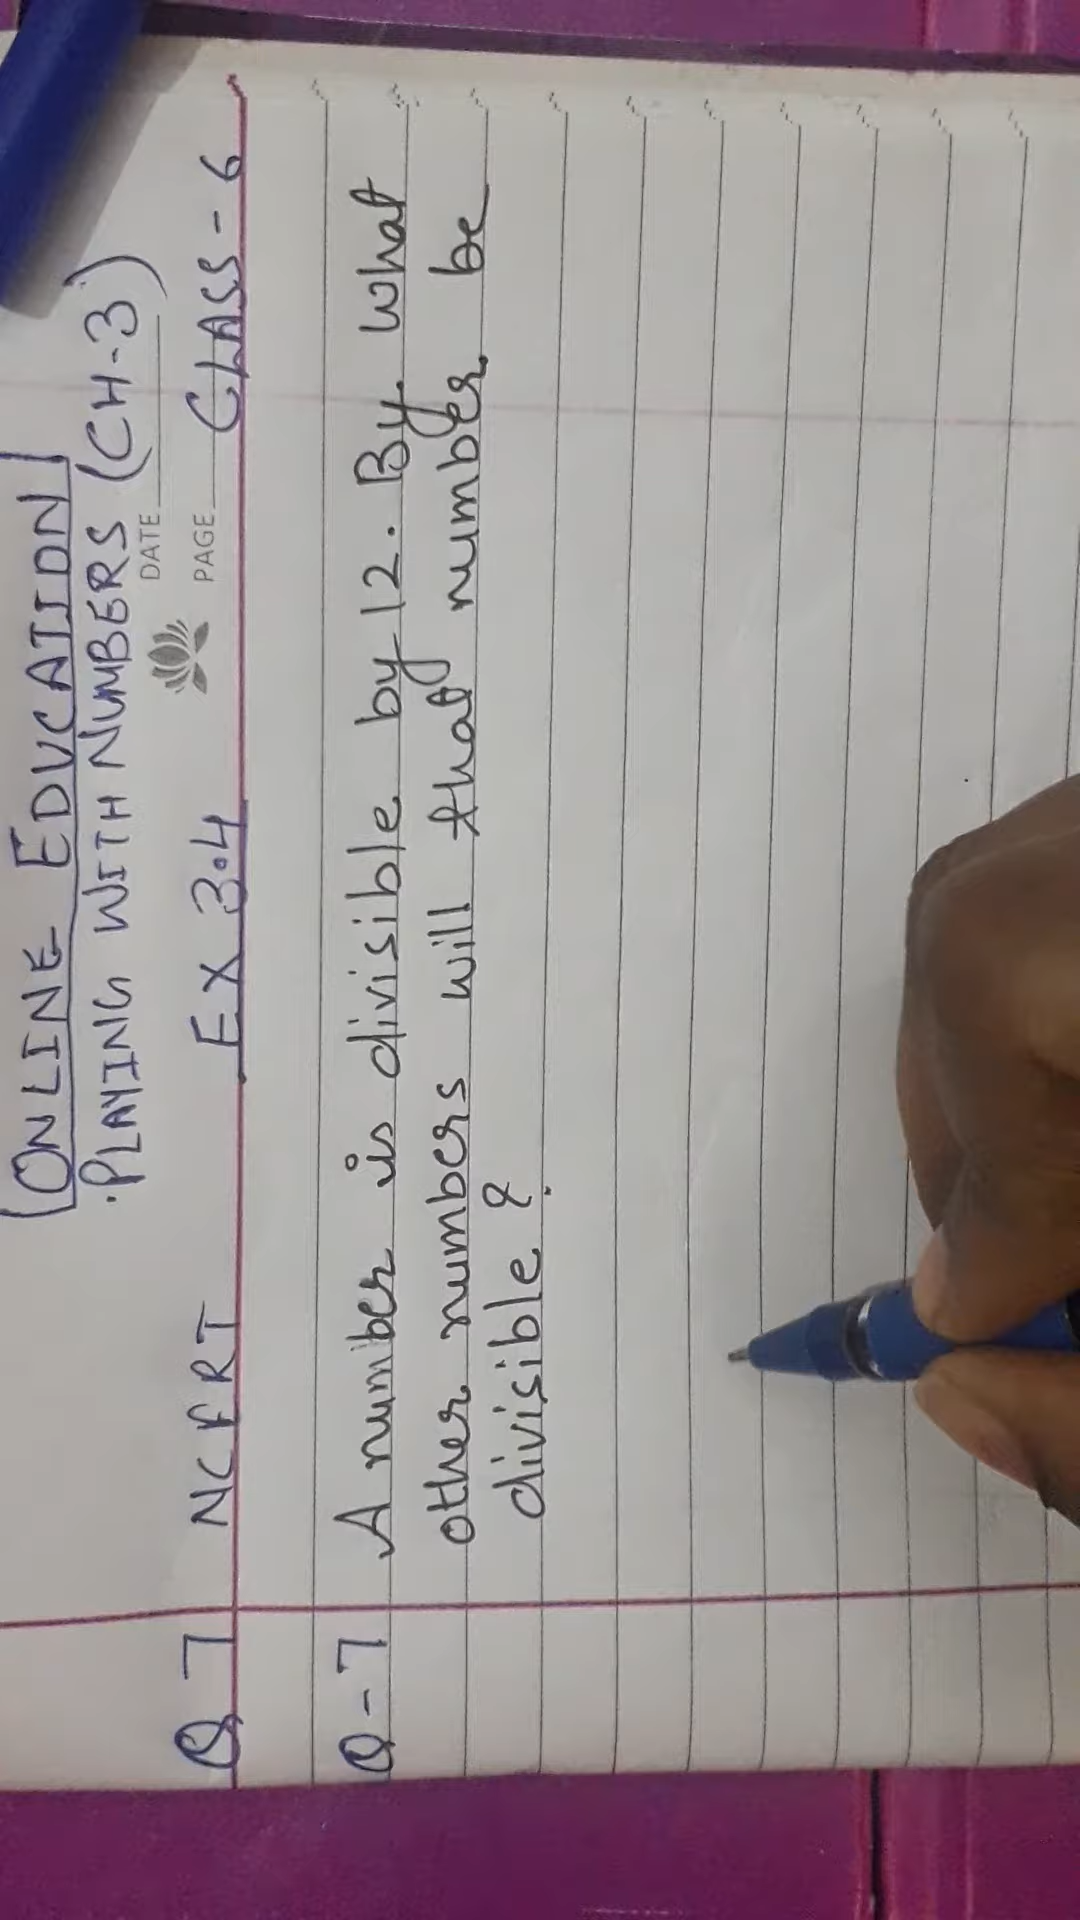 ONLINE EDUCATION
PLAYING WITH NUMBERS (CH-3)
DATE
PAGE
Q 7 NCERT EX 3.4 CLASS - 6
Q-7 A number is divisible by 12. By what
other numbers will that number be
divisible ?